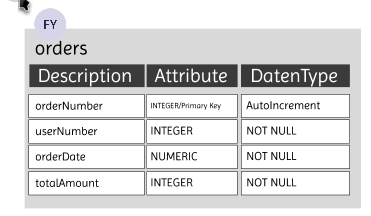 FY
orders
Description Attribute DatenType
orderNumber INTEGER/Primary Key AutoIncrement
userNumber INTEGER NOT NULL
orderDate NUMERIC NOT NULL
totalAmount INTEGER NOT NULL